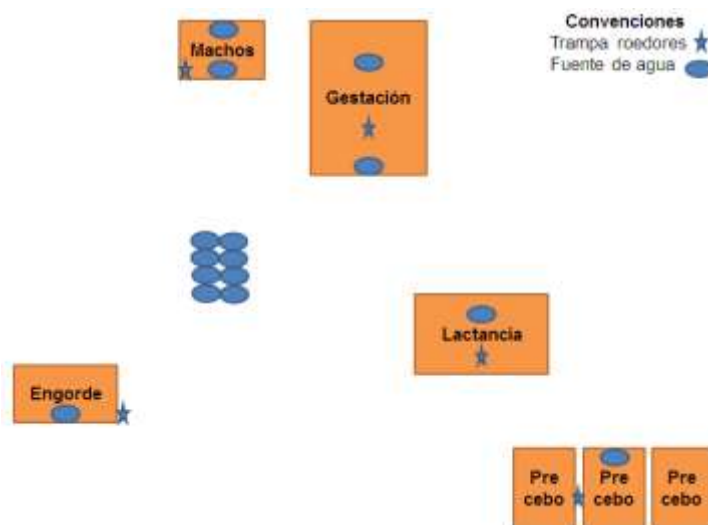 Convenciones
Trampa roedores
Fuente de agua
Machos
Gestación
Lactancia
Engorde
Pre
cebo
Pre
cebo
Pre
cebo